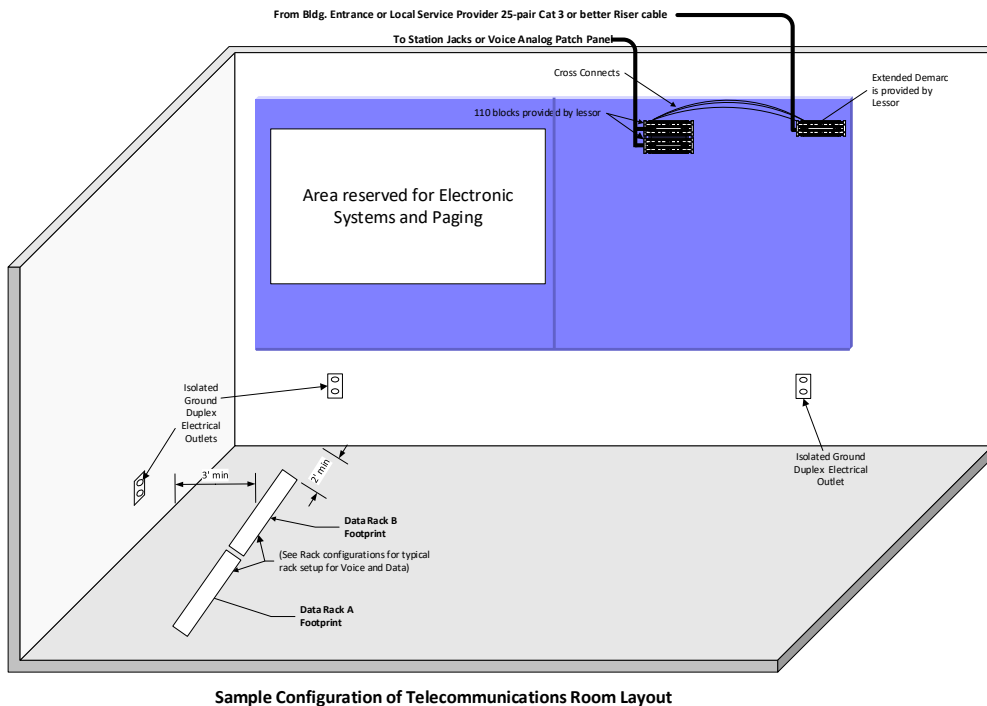 From Bldg. Entrance or Local Service Provider 25-pair Cat 3 or better Riser cable
To Station Jacks or Voice Analog Patch Panel
Cross Connects
Extended Demarc
is provided by
Lessor
110 blocks provided by lessor
Area reserved for Electronic
Systems and Paging
Isolated
Ground
Duplex
Electrical
Outlets
Isolated Ground
Duplex Electrical
Outlet
3' min
2' min
Data Rack B
Footprint
(See Rack configurations for typical
rack setup for Voice and Data)
Data Rack A
Footprint
Sample Configuration of Telecommunications Room Layout